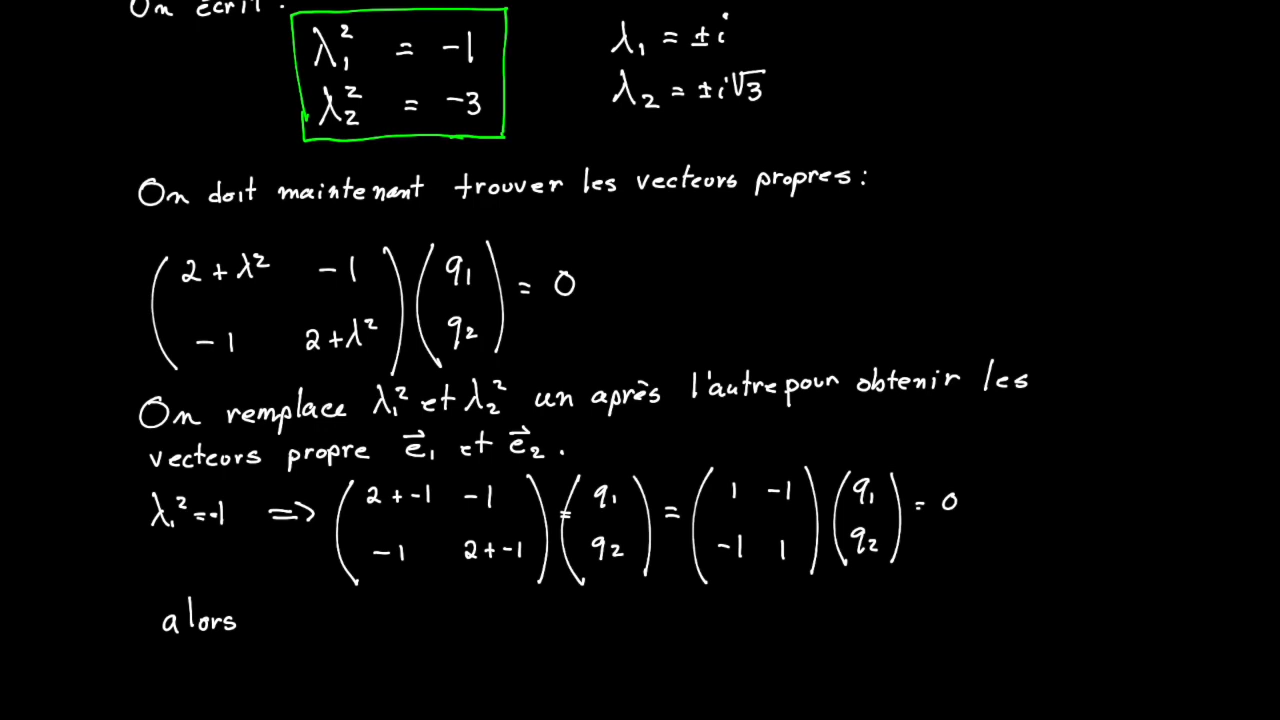 On écrit :
λ₁² = -1    λ₁ = ±i
λ₂² = -3    λ₂ = ±i√3
On doit maintenant trouver les vecteurs propres :
( 2 + λ²  -1 ) ( q₁ ) = 0
( -1  2 + λ² ) ( q₂ )
On remplace λ₁² et λ₂² un après l'autre pour obtenir les
vecteurs propre e⃗₁ et e⃗₂.
λ₁² = -1 ⇒ ( 2 + -1  -1 ) = ( q₁ ) = ( 1  -1 ) ( q₁ ) = 0
( -1  2 + -1 ) ( q₂ ) ( -1  1 ) ( q₂ )
alors